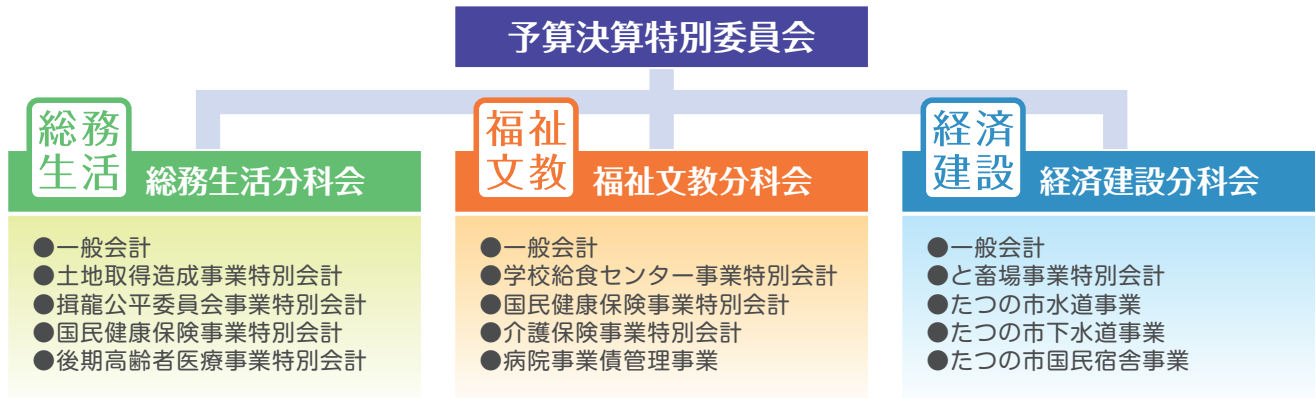 予算決算特別委員会
総務
生活
総務生活分科会
●一般会計
●土地取得造成事業特別会計
●揖龍公平委員会事業特別会計
●国民健康保険事業特別会計
●後期高齢者医療事業特別会計
福祉
文教
福祉文教分科会
●一般会計
●学校給食センター事業特別会計
●国民健康保険事業特別会計
●介護保険事業特別会計
●病院事業債管理事業
経済
建設
経済建設分科会
●一般会計
●と畜場事業特別会計
●たつの市水道事業
●たつの市下水道事業
●たつの市国民宿舎事業